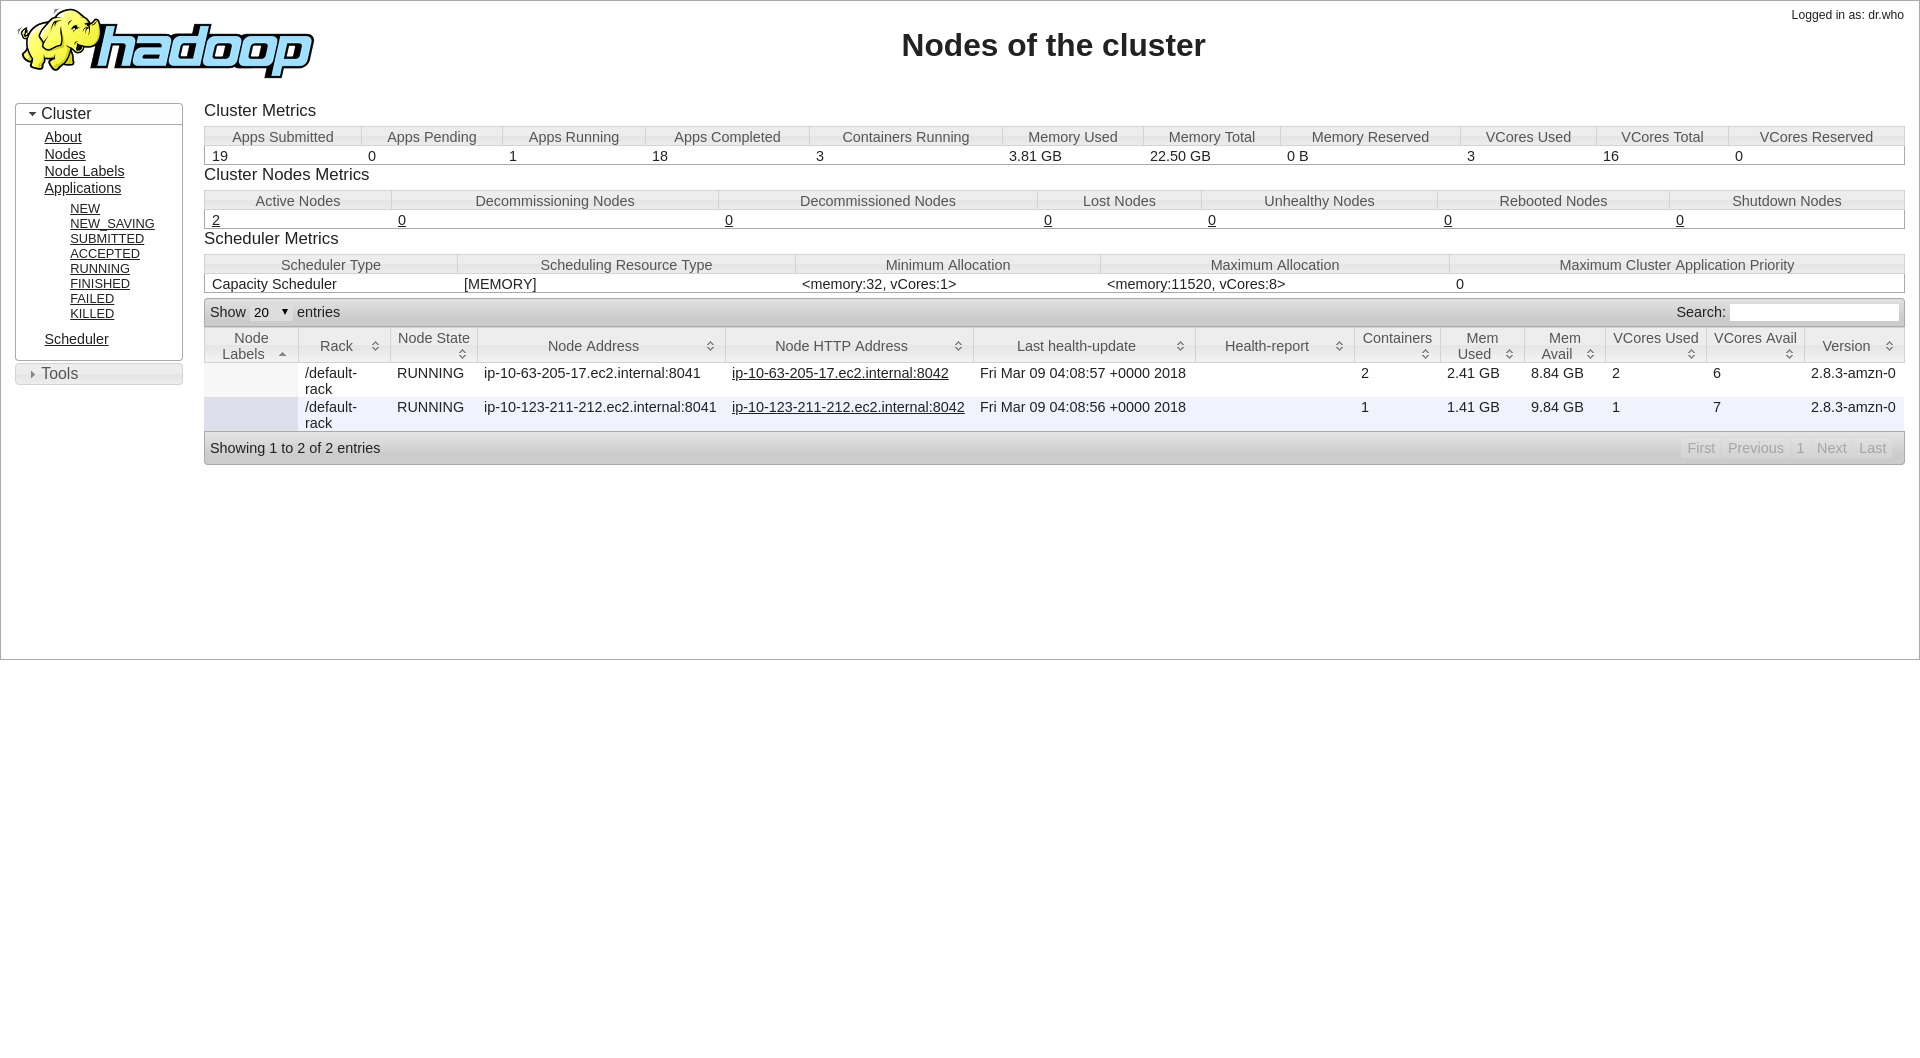 hadoop
Nodes of the cluster
Logged in as: dr.who
Cluster
About
Nodes
Node Labels
Applications
NEW
NEW_SAVING
SUBMITTED
ACCEPTED
RUNNING
FINISHED
FAILED
KILLED
Scheduler
Tools
Cluster Metrics
Apps Submitted Apps Pending Apps Running Apps Completed Containers Running Memory Used Memory Total Memory Reserved VCores Used VCores Total VCores Reserved
19 0 1 18 3 3.81 GB 22.50 GB 0 B 3 16 0
Cluster Nodes Metrics
Active Nodes Decommissioning Nodes Decommissioned Nodes Lost Nodes Unhealthy Nodes Rebooted Nodes Shutdown Nodes
2 0 0 0 0 0 0
Scheduler Metrics
Scheduler Type Scheduling Resource Type Minimum Allocation Maximum Allocation Maximum Cluster Application Priority
Capacity Scheduler [MEMORY] <memory:32, vCores:1> <memory:11520, vCores:8> 0
Show 20 entries Search:
Node Labels Rack Node State Node Address Node HTTP Address Last health-update Health-report Containers Mem Used Mem Avail VCores Used VCores Avail Version
/default-rack RUNNING ip-10-63-205-17.ec2.internal:8041 ip-10-63-205-17.ec2.internal:8042 Fri Mar 09 04:08:57 +0000 2018 2 2.41 GB 8.84 GB 2 6 2.8.3-amzn-0
/default-rack RUNNING ip-10-123-211-212.ec2.internal:8041 ip-10-123-211-212.ec2.internal:8042 Fri Mar 09 04:08:56 +0000 2018 1 1.41 GB 9.84 GB 1 7 2.8.3-amzn-0
Showing 1 to 2 of 2 entries First Previous 1 Next Last